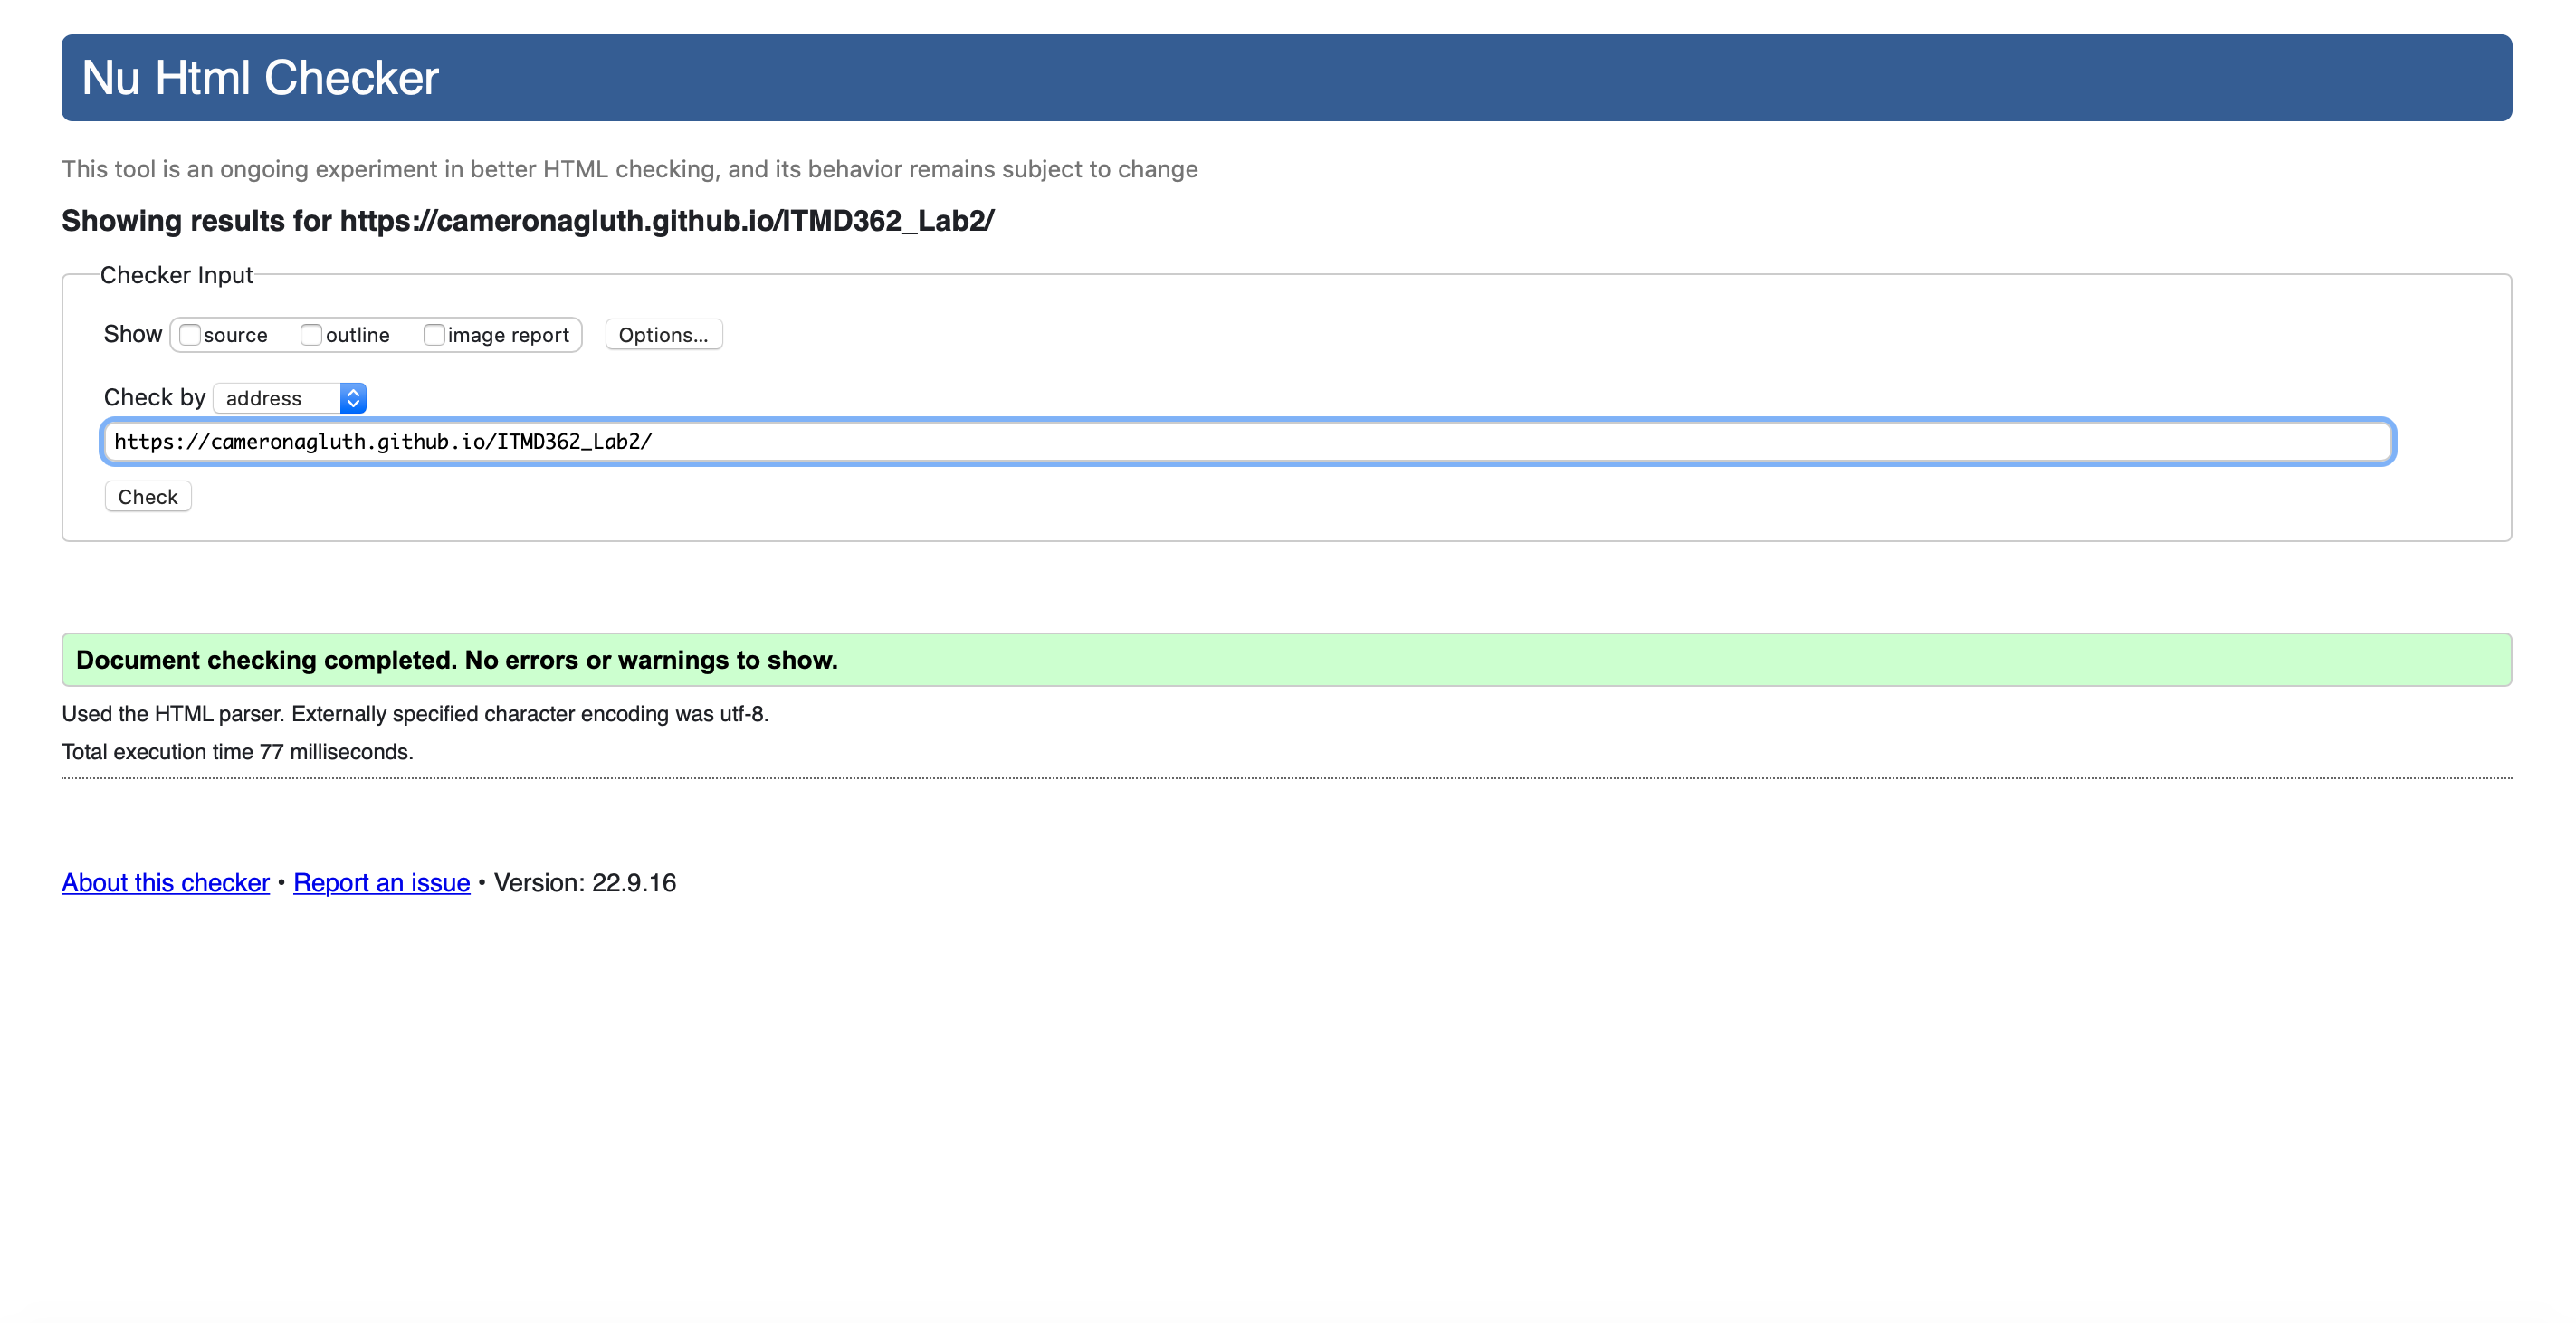 Nu Html Checker
This tool is an ongoing experiment in better HTML checking, and its behavior remains subject to change
Showing results for https://cameronagluth.github.io/ITMD362_Lab2/
Checker Input
Show source outline image report Options...
Check by address
https://cameronagluth.github.io/ITMD362_Lab2/
Check
Document checking completed. No errors or warnings to show.
Used the HTML parser. Externally specified character encoding was utf-8.
Total execution time 77 milliseconds.
About this checker • Report an issue • Version: 22.9.16